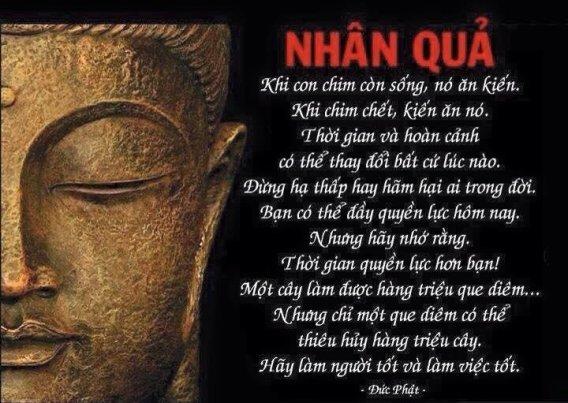 NHÂN QUẢ
Khi con chim còn sống, nó ăn kiến.
Khi chim chết, kiến ăn nó.
Thời gian và hoàn cảnh
có thể thay đổi bất cứ lúc nào.
Đừng hạ thấp hay hãm hại ai trong đời.
Bạn có thể đầy quyền lực hôm nay.
Nhưng hãy nhớ rằng.
Thời gian quyền lực hơn bạn!
Một cây làm được hàng triệu que diêm...
Nhưng chỉ một que diêm có thể
thiêu hủy hàng triệu cây.
Hãy làm người tốt và làm việc tốt.
- Đức Phật -